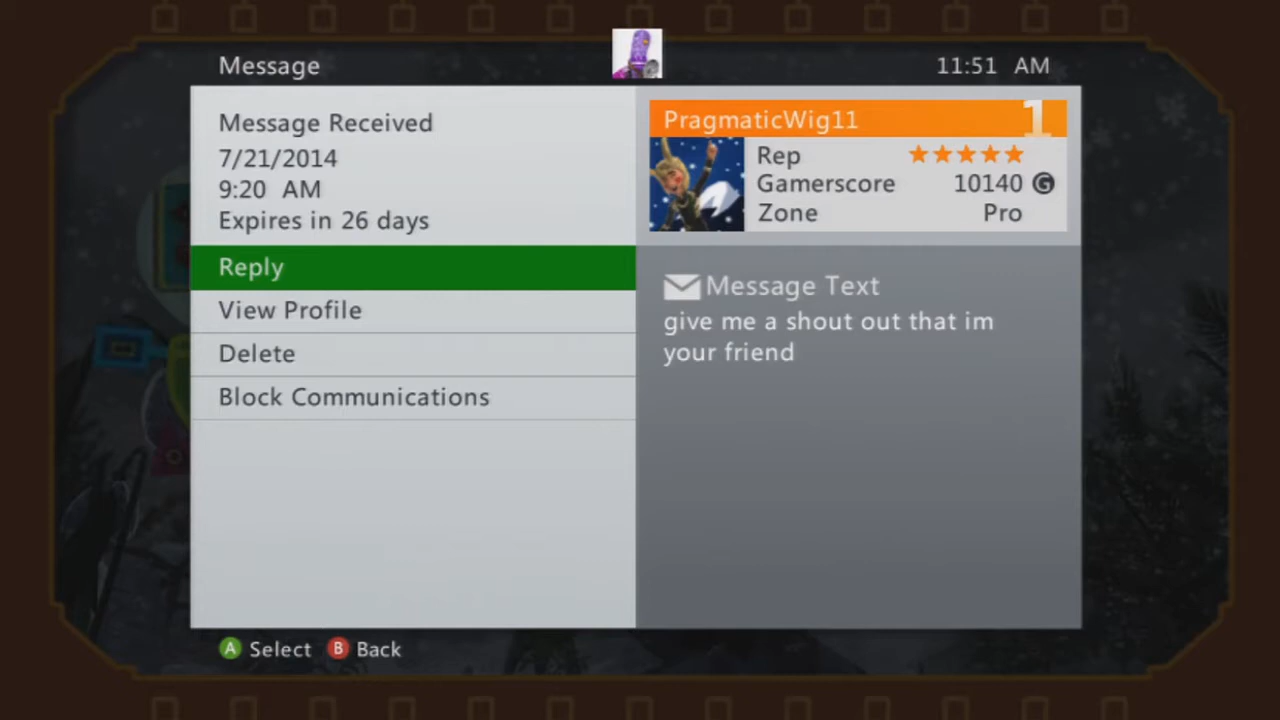 Message
11:51 AM
Message Received
7/21/2014
9:20 AM
Expires in 26 days
Reply
View Profile
Delete
Block Communications
PragmaticWig11
1
Rep ★★★★★
Gamerscore 10140 G
Zone Pro
Message Text
give me a shout out that im
your friend
A Select B Back